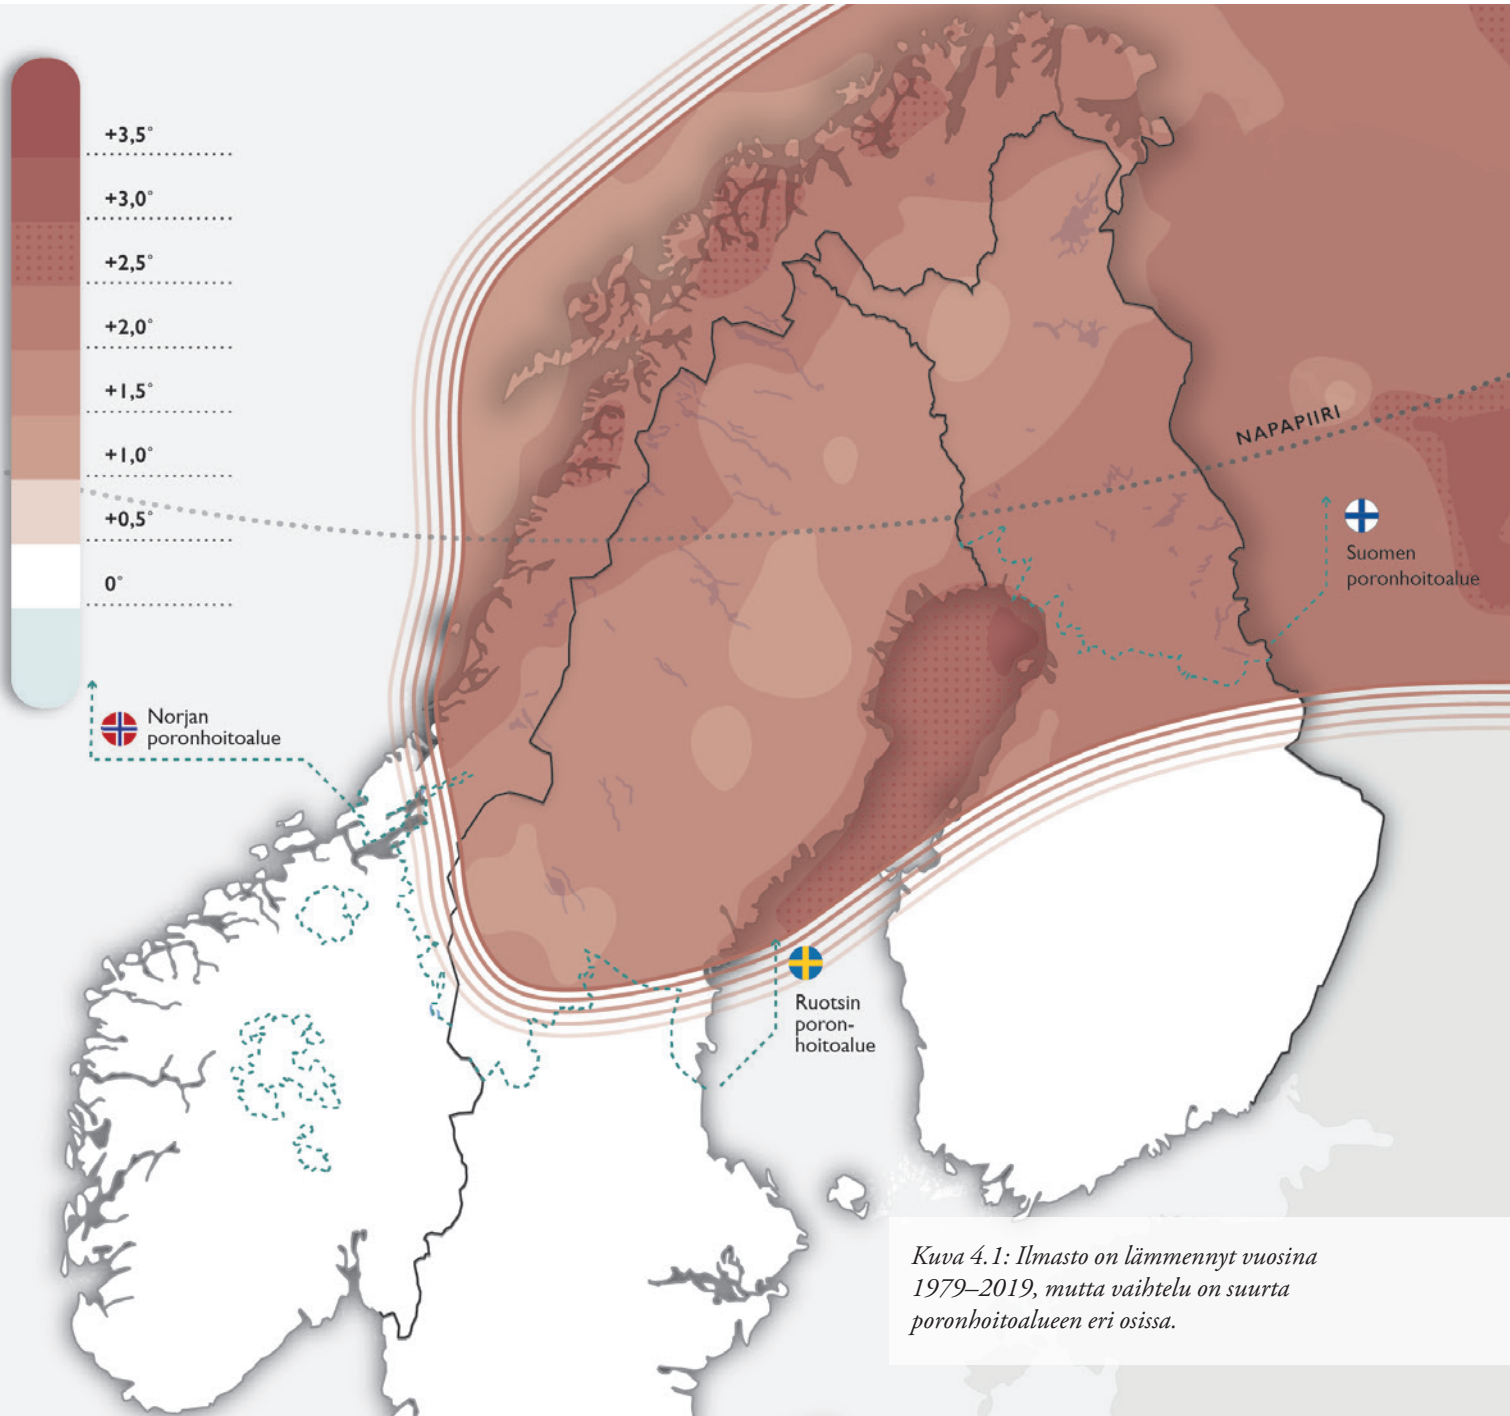 +3,5°
+3,0°
+2,5°
+2,0°
+1,5°
+1,0°
+0,5°
0°
NAPAPIIRI
Suomen
poronhoitoalue
Norjan
poronhoitoalue
Ruotsin
poron-
hoitoalue
Kuva 4.1: Ilmasto on lämmennyt vuosina
1979–2019, mutta vaihtelu on suurta
poronhoitoalueen eri osissa.